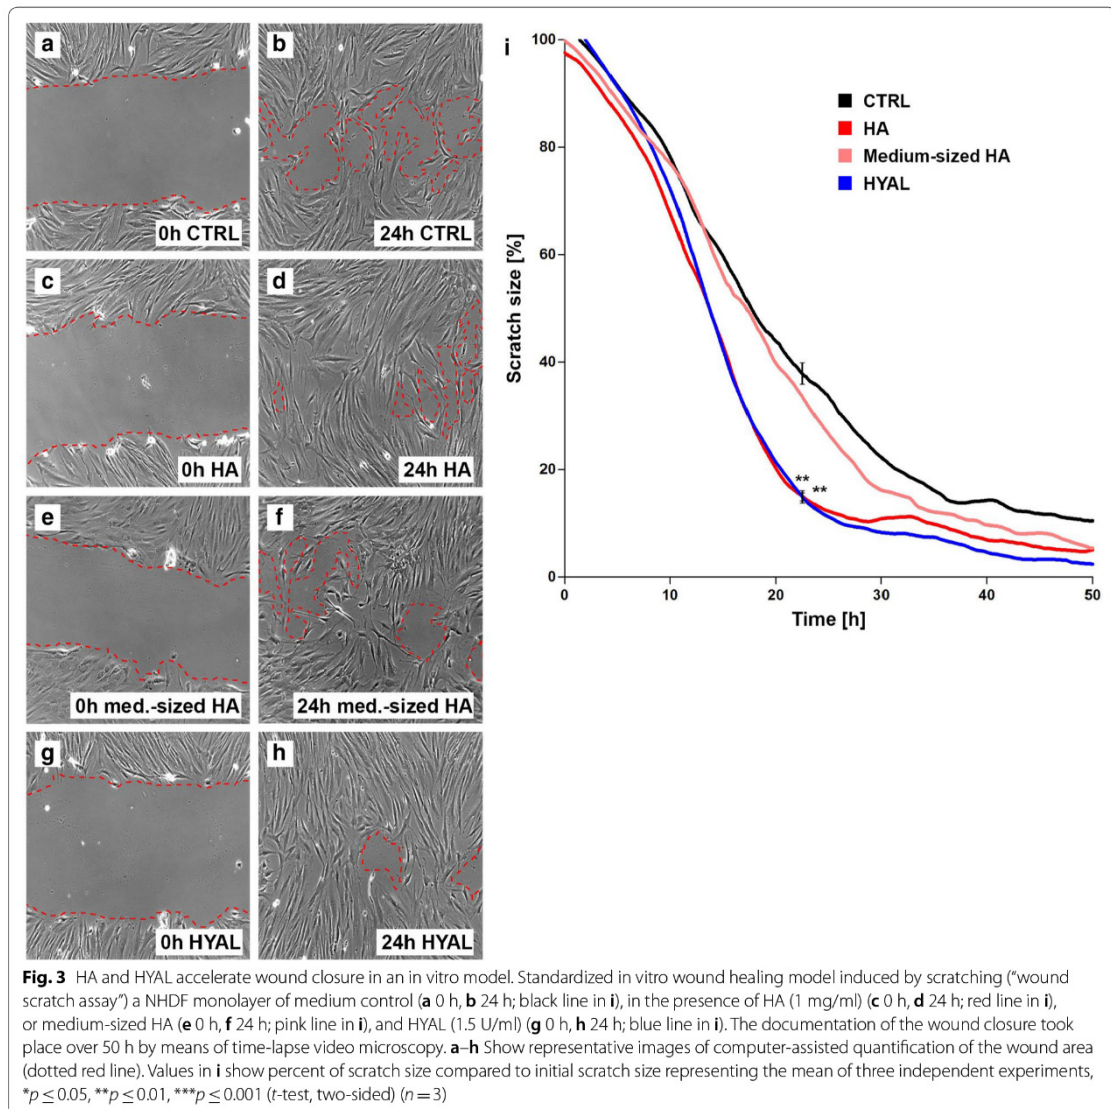 a
b
0h CTRL
24h CTRL
c
d
0h HA
24h HA
e
f
0h med.-sized HA
24h med.-sized HA
g
h
0h HYAL
24h HYAL
i
100
80
60
40
20
0
Scratch size [%]
CTRL
HA
Medium-sized HA
HYAL
**
**
0
10
20
30
40
50
Time [h]
Fig. 3 HA and HYAL accelerate wound closure in an in vitro model. Standardized in vitro wound healing model induced by scratching (“wound
scratch assay”) a NHDF monolayer of medium control (a 0 h, b 24 h; black line in i), in the presence of HA (1 mg/ml) (c 0 h, d 24 h; red line in i),
or medium-sized HA (e 0 h, f 24 h; pink line in i), and HYAL (1.5 U/ml) (g 0 h, h 24 h; blue line in i). The documentation of the wound closure took
place over 50 h by means of time-lapse video microscopy. a–h Show representative images of computer-assisted quantification of the wound area
(dotted red line). Values in i show percent of scratch size compared to initial scratch size representing the mean of three independent experiments,
*p ≤ 0.05, **p ≤ 0.01, ***p ≤ 0.001 (t-test, two-sided) (n = 3)